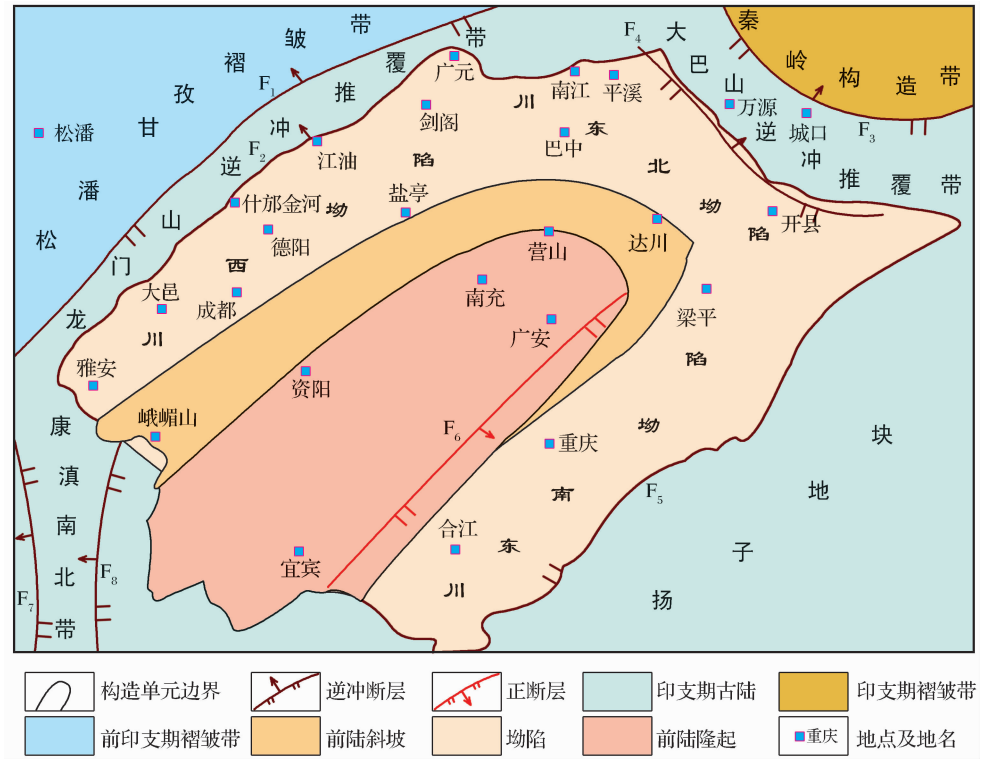 松潘甘孜褶皱带
龙门山逆冲推覆带
大巴山逆冲推覆带
秦岭构造带
康滇南北带
扬子地块
川西坳陷
川东北坳陷
川东南坳陷
F1
F2
F3
F4
F5
F6
F7
F8
松潘
广元
南江
平溪
万源
城口
剑阁
巴中
江油
什邡金河
盐亭
德阳
达川
开县
营山
大邑
成都
南充
梁平
广安
雅安
资阳
峨嵋山
重庆
合江
宜宾
构造单元边界
逆冲断层
正断层
印支期古陆
印支期褶皱带
前印支期褶皱带
前陆斜坡
坳陷
前陆隆起
重庆
地点及地名